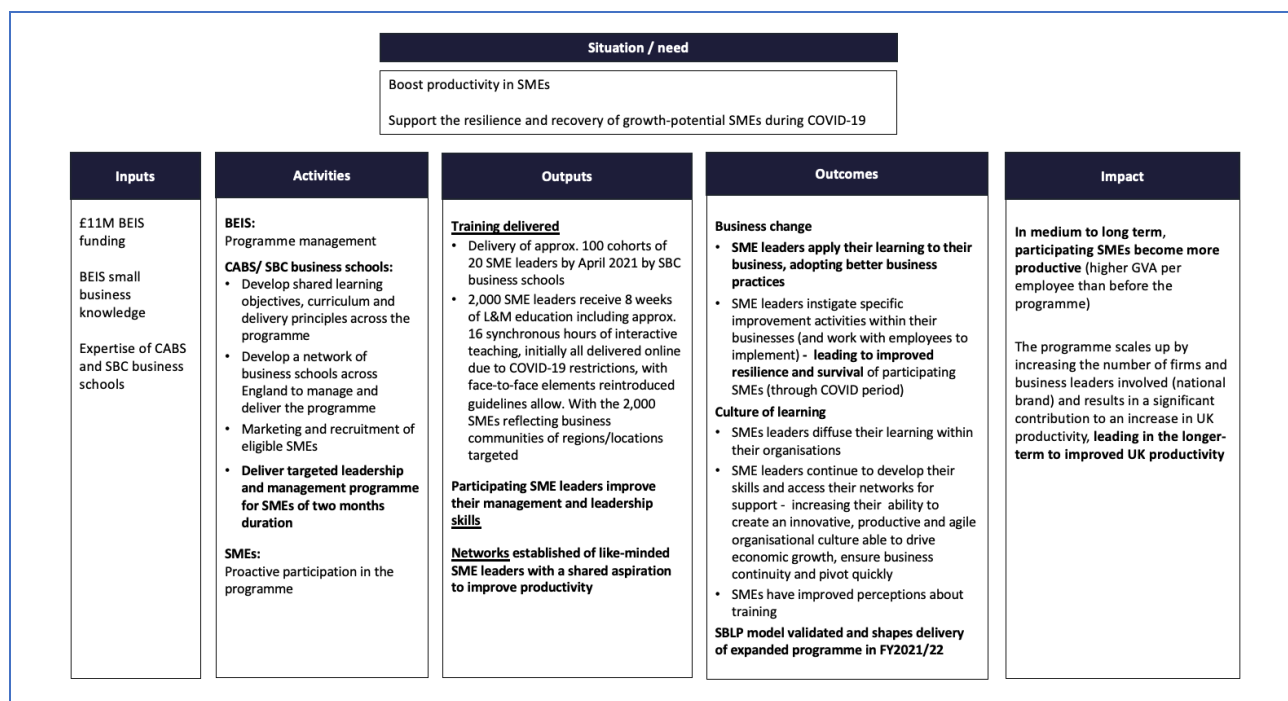 Situation / need
Boost productivity in SMEs
Support the resilience and recovery of growth-potential SMEs during COVID-19
Inputs
£11M BEIS
funding
BEIS small
business
knowledge
Expertise of CABS
and SBC business
schools
Activities
BEIS:
Programme management
CABS/ SBC business schools:
• Develop shared learning
objectives, curriculum and
delivery principles across the
programme
• Develop a network of
business schools across
England to manage and
deliver the programme
• Marketing and recruitment of
eligible SMEs
• Deliver targeted leadership
and management programme
for SMEs of two months
duration
SMEs:
Proactive participation in the
programme
Outputs
Training delivered
• Delivery of approx. 100 cohorts of
20 SME leaders by April 2021 by SBC
business schools
• 2,000 SME leaders receive 8 weeks
of L&M education including approx.
16 synchronous hours of interactive
teaching, initially all delivered online
due to COVID-19 restrictions, with
face-to-face elements reintroduced
guidelines allow. With the 2,000
SMEs reflecting business
communities of regions/locations
targeted
Participating SME leaders improve
their management and leadership
skills
Networks established of like-minded
SME leaders with a shared aspiration
to improve productivity
Outcomes
Business change
• SME leaders apply their learning to their
business, adopting better business
practices
• SME leaders instigate specific
improvement activities within their
businesses (and work with employees to
implement) - leading to improved
resilience and survival of participating
SMEs (through COVID period)
Culture of learning
• SMEs leaders diffuse their learning within
their organisations
• SME leaders continue to develop their
skills and access their networks for
support - increasing their ability to
create an innovative, productive and agile
organisational culture able to drive
economic growth, ensure business
continuity and pivot quickly
• SMEs have improved perceptions about
training
SBLP model validated and shapes delivery
of expanded programme in FY2021/22
Impact
In medium to long term,
participating SMEs become more
productive (higher GVA per
employee than before the
programme)
The programme scales up by
increasing the number of firms and
business leaders involved (national
brand) and results in a significant
contribution to an increase in UK
productivity, leading in the longer-
term to improved UK productivity